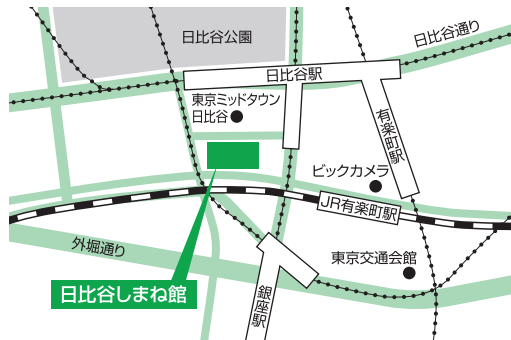 日比谷公園
日比谷通り
日比谷駅
東京ミッドタウン
日比谷
有楽町駅
ビックカメラ
JR有楽町駅
外堀通り
東京交通会館
日比谷しまね館
銀座駅